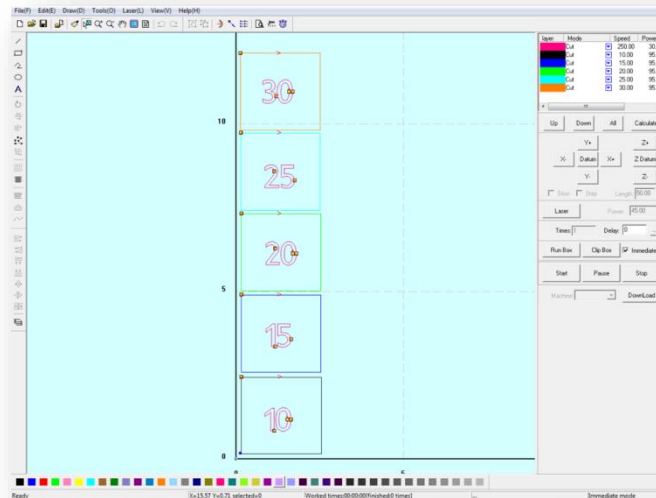 File(F) Edit(E) Draw(D) Tools(O) Laser(L) View(V) Help(H)
layer Mode Speed Power
Cut 250.00 30.
Cut 10.00 95.
Cut 15.00 95.
Cut 20.00 95.
Cut 25.00 95.
Cut 30.00 95.
30
10
Up Down All Calculate
Y+ Z+
X- Datum X+ Z Datum
25
Y- Z-
Slow Step Length: 50.00
Laser Power: 45.00
Times: 1 Delay: 0
20
Run Box Clip Box Immediate
Start Pause Stop
5
Machine DownLoad
15
10
0
Ready X=15.57 Y=0.71 selected=0 Worked times:00:00:00[finished:0 times] Immediate mode